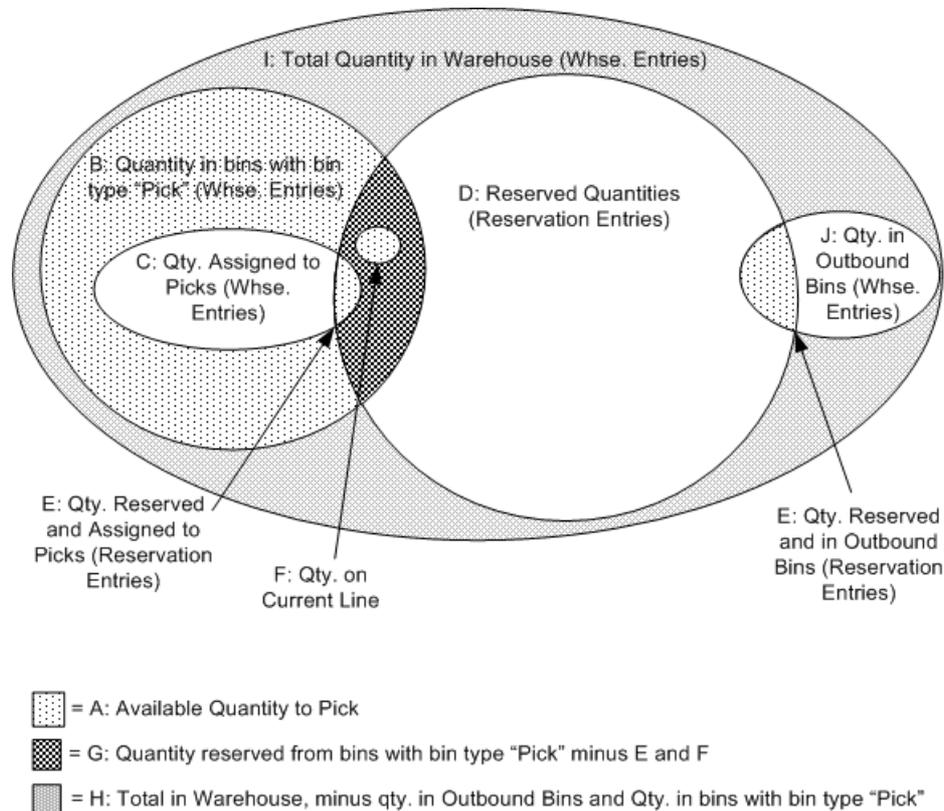 I: Total Quantity in Warehouse (Whse. Entries)
B: Quantity in bins with bin
type “Pick” (Whse. Entries)
D: Reserved Quantities
(Reservation Entries)
C: Qty. Assigned to
Picks (Whse.
Entries)
J: Qty. in
Outbound
Bins (Whse.
Entries)
E: Qty. Reserved
and Assigned to
Picks (Reservation
Entries)
F: Qty. on
Current Line
E: Qty. Reserved
and in Outbound
Bins (Reservation
Entries)
= A: Available Quantity to Pick
= G: Quantity reserved from bins with bin type “Pick” minus E and F
= H: Total in Warehouse, minus qty. in Outbound Bins and Qty. in bins with bin type “Pick”